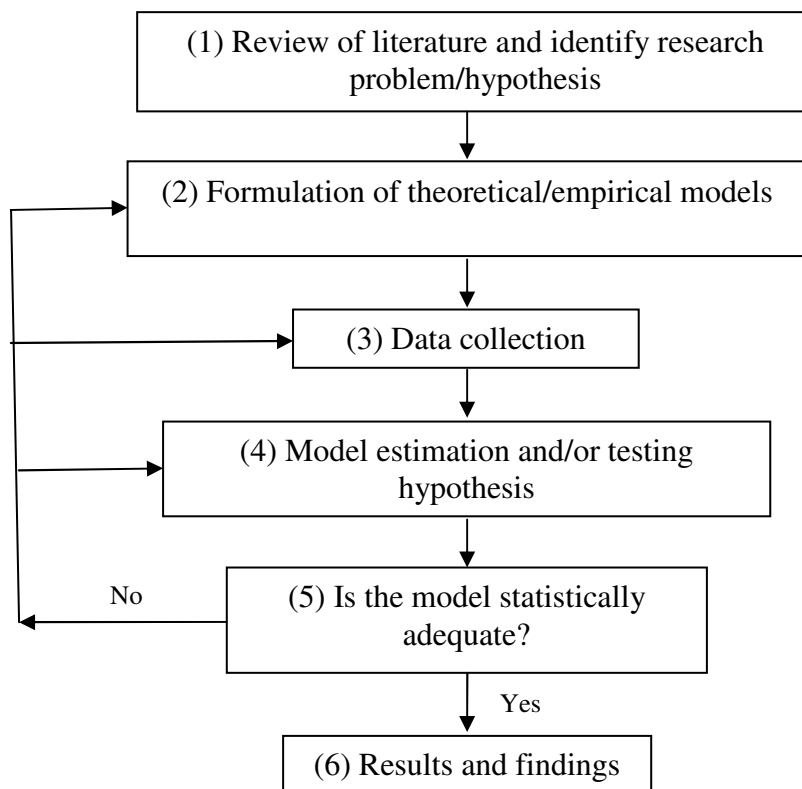 (1) Review of literature and identify research
problem/hypothesis
(2) Formulation of theoretical/empirical models
(3) Data collection
(4) Model estimation and/or testing
hypothesis
(5) Is the model statistically
adequate?
No
Yes
(6) Results and findings